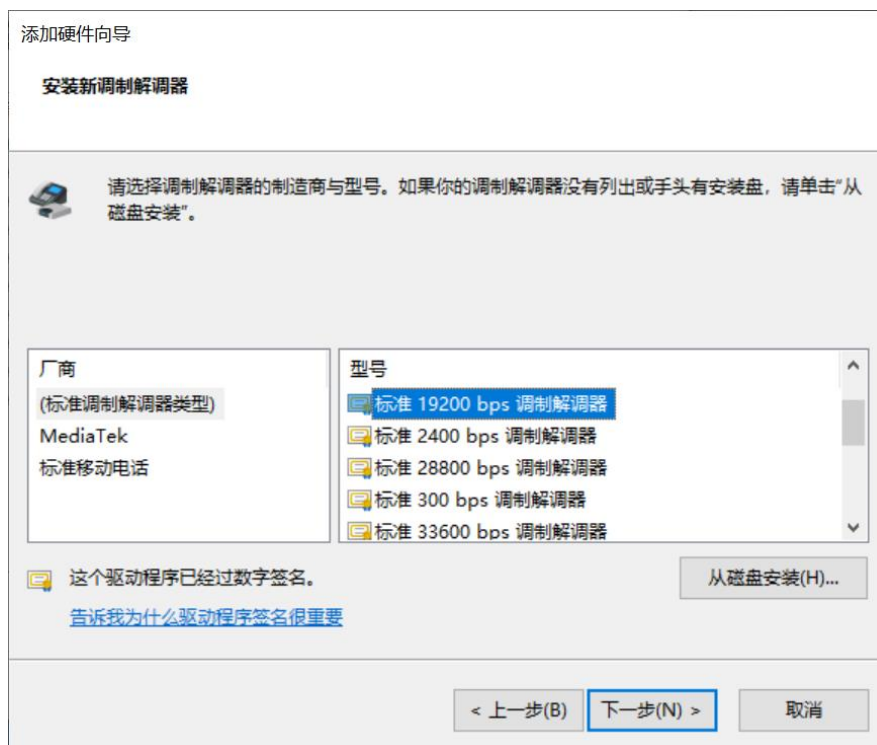 添加硬件向导
安装新调制解调器
请选择调制解调器的制造商与型号。如果你的调制解调器没有列出或手头有安装盘，请单击“从
磁盘安装”。
厂商
(标准调制解调器类型)
MediaTek
标准移动电话
型号
标准 19200 bps 调制解调器
标准 2400 bps 调制解调器
标准 28800 bps 调制解调器
标准 300 bps 调制解调器
标准 33600 bps 调制解调器
这个驱动程序已经过数字签名。
告诉我为什么驱动程序签名很重要
从磁盘安装(H)...
< 上一步(B)
下一步(N) >
取消